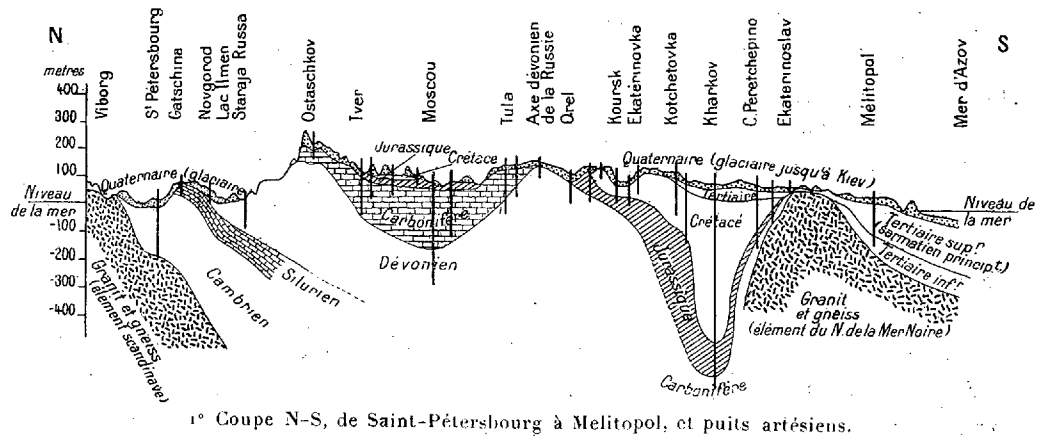 N
S
metres
400
300
200
100
Niveau
de la mer
-100
-200
-300
-400
Viborg
St Pétersbourg
Gatschina
Novgorod
Lac Ilmen
Staraja Russa
Ostaschkov
Tver
Moscou
Tula
Axe dévonien
de la Russie
Orel
Koursk
Ekatérinovka
Kotchetovka
Kharkov
C. Peretchepino
Ekaterinoslav
Mélitopol
Mer d'Azov
Quaternaire (glaciaire)
Jurassique
Crétacé
Carbonifère
Dévonien
Silurien
Cambrien
Granit et gneiss
(élément scandinave)
Quaternaire (glaciaire jusqu'à Kiev)
Tertiaire
Crétacé
Jurassique
Carbonifère
Niveau de
la mer
Tertiaire supr
(Sarmatien princip.t)
Tertiaire infr
Granit
et gneiss
(élément du N. de la Mer Noire)
1° Coupe N-S, de Saint-Pétersbourg à Melitopol, et puits artésiens.